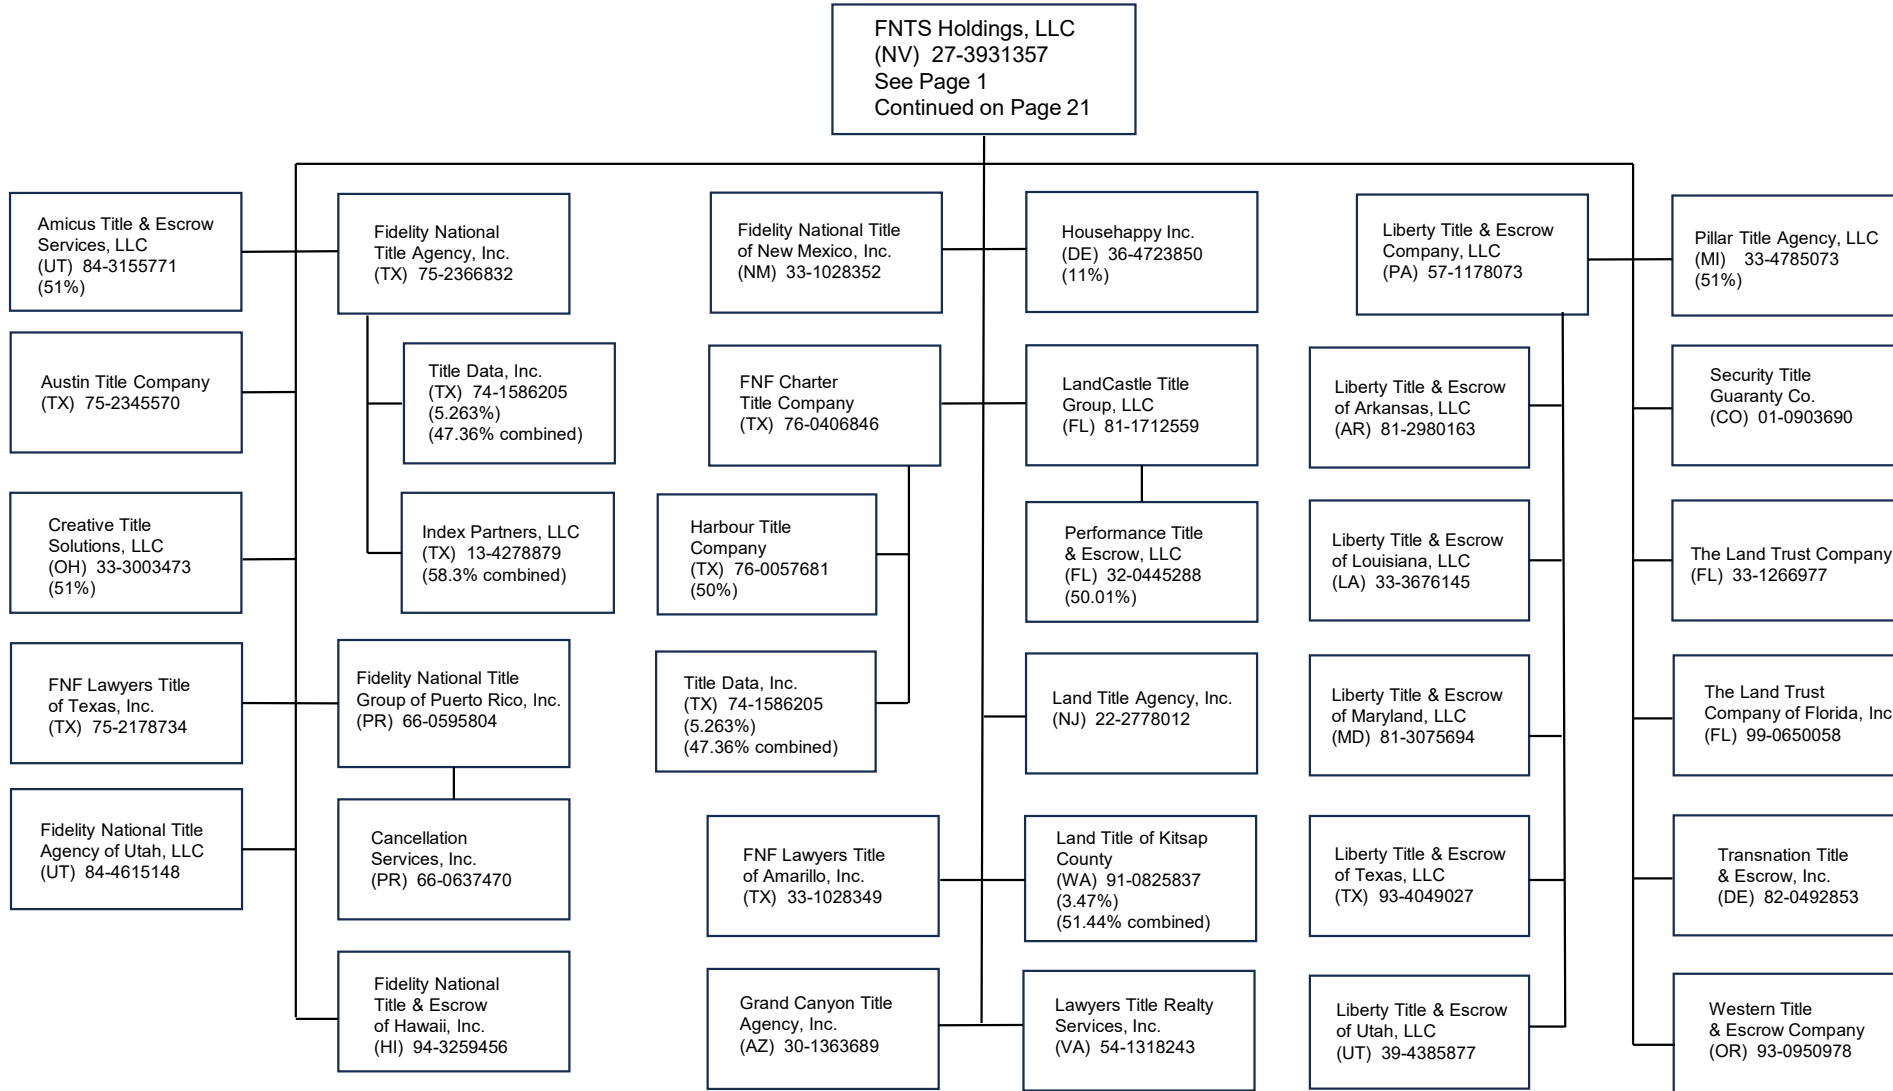 FNTS Holdings, LLC
(NV) 27-3931357
See Page 1
Continued on Page 21
Amicus Title & Escrow
Services, LLC
(UT) 84-3155771
(51%)
Austin Title Company
(TX) 75-2345570
Creative Title
Solutions, LLC
(OH) 33-3003473
(51%)
FNF Lawyers Title
of Texas, Inc.
(TX) 75-2178734
Fidelity National Title
Agency of Utah, LLC
(UT) 84-4615148
Fidelity National
Title Agency, Inc.
(TX) 75-2366832
Title Data, Inc.
(TX) 74-1586205
(5.263%)
(47.36% combined)
Index Partners, LLC
(TX) 13-4278879
(58.3% combined)
Fidelity National Title
Group of Puerto Rico, Inc.
(PR) 66-0595804
Cancellation
Services, Inc.
(PR) 66-0637470
Fidelity National
Title & Escrow
of Hawaii, Inc.
(HI) 94-3259456
Fidelity National Title
of New Mexico, Inc.
(NM) 33-1028352
FNF Charter
Title Company
(TX) 76-0406846
Harbour Title
Company
(TX) 76-0057681
(50%)
Title Data, Inc.
(TX) 74-1586205
(5.263%)
(47.36% combined)
FNF Lawyers Title
of Amarillo, Inc.
(TX) 33-1028349
Grand Canyon Title
Agency, Inc.
(AZ) 30-1363689
Househappy Inc.
(DE) 36-4723850
(11%)
LandCastle Title
Group, LLC
(FL) 81-1712559
Performance Title
& Escrow, LLC
(FL) 32-0445288
(50.01%)
Land Title Agency, Inc.
(NJ) 22-2778012
Land Title of Kitsap
County
(WA) 91-0825837
(3.47%)
(51.44% combined)
Lawyers Title Realty
Services, Inc.
(VA) 54-1318243
Liberty Title & Escrow
Company, LLC
(PA) 57-1178073
Liberty Title & Escrow
of Arkansas, LLC
(AR) 81-2980163
Liberty Title & Escrow
of Louisiana, LLC
(LA) 33-3676145
Liberty Title & Escrow
of Maryland, LLC
(MD) 81-3075694
Liberty Title & Escrow
of Texas, LLC
(TX) 93-4049027
Liberty Title & Escrow
of Utah, LLC
(UT) 39-4385877
Pillar Title Agency, LLC
(MI) 33-4785073
(51%)
Security Title
Guaranty Co.
(CO) 01-0903690
The Land Trust Company
(FL) 33-1266977
The Land Trust
Company of Florida, Inc
(FL) 99-0650058
Transnation Title
& Escrow, Inc.
(DE) 82-0492853
Western Title
& Escrow Company
(OR) 93-0950978